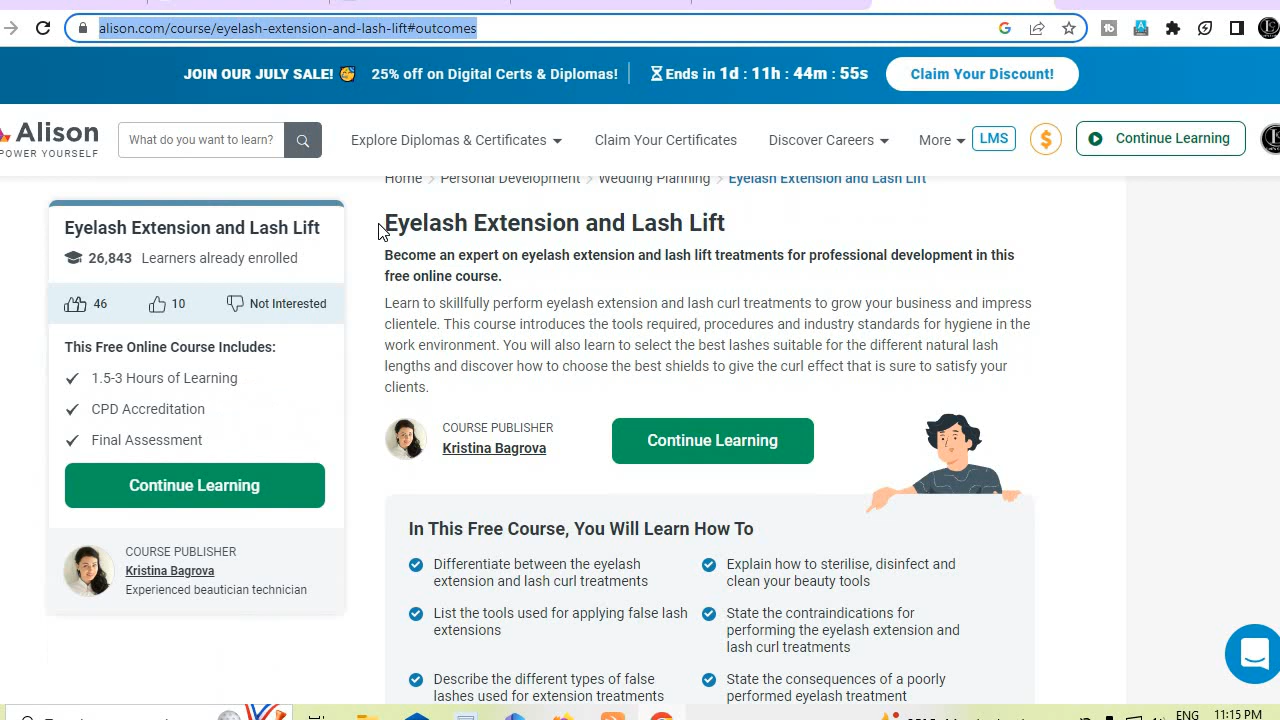 alison.com/course/eyelash-extension-and-lash-lift#outcomes
JOIN OUR JULY SALE! 25% off on Digital Certs & Diplomas! Ends in 1d : 11h : 44m : 55s Claim Your Discount!
Alison
POWER YOURSELF
What do you want to learn?
Explore Diplomas & Certificates
Claim Your Certificates
Discover Careers
More
LMS
$
Continue Learning
Home > Personal Development > Wedding Planning > Eyelash Extension and Lash Lift
Eyelash Extension and Lash Lift
26,843 Learners already enrolled
46 10 Not Interested
This Free Online Course Includes:
1.5-3 Hours of Learning
CPD Accreditation
Final Assessment
Continue Learning
COURSE PUBLISHER
Kristina Bagrova
Experienced beautician technician
Eyelash Extension and Lash Lift
Become an expert on eyelash extension and lash lift treatments for professional development in this
free online course.
Learn to skillfully perform eyelash extension and lash curl treatments to grow your business and impress
clientele. This course introduces the tools required, procedures and industry standards for hygiene in the
work environment. You will also learn to select the best lashes suitable for the different natural lash
lengths and discover how to choose the best shields to give the curl effect that is sure to satisfy your
clients.
COURSE PUBLISHER
Kristina Bagrova
Continue Learning
In This Free Course, You Will Learn How To
Differentiate between the eyelash
extension and lash curl treatments
Explain how to sterilise, disinfect and
clean your beauty tools
List the tools used for applying false lash
extensions
State the contraindications for
performing the eyelash extension and
lash curl treatments
Describe the different types of false
lashes used for extension treatments
State the consequences of a poorly
performed eyelash treatment
ENG
11:15 PM